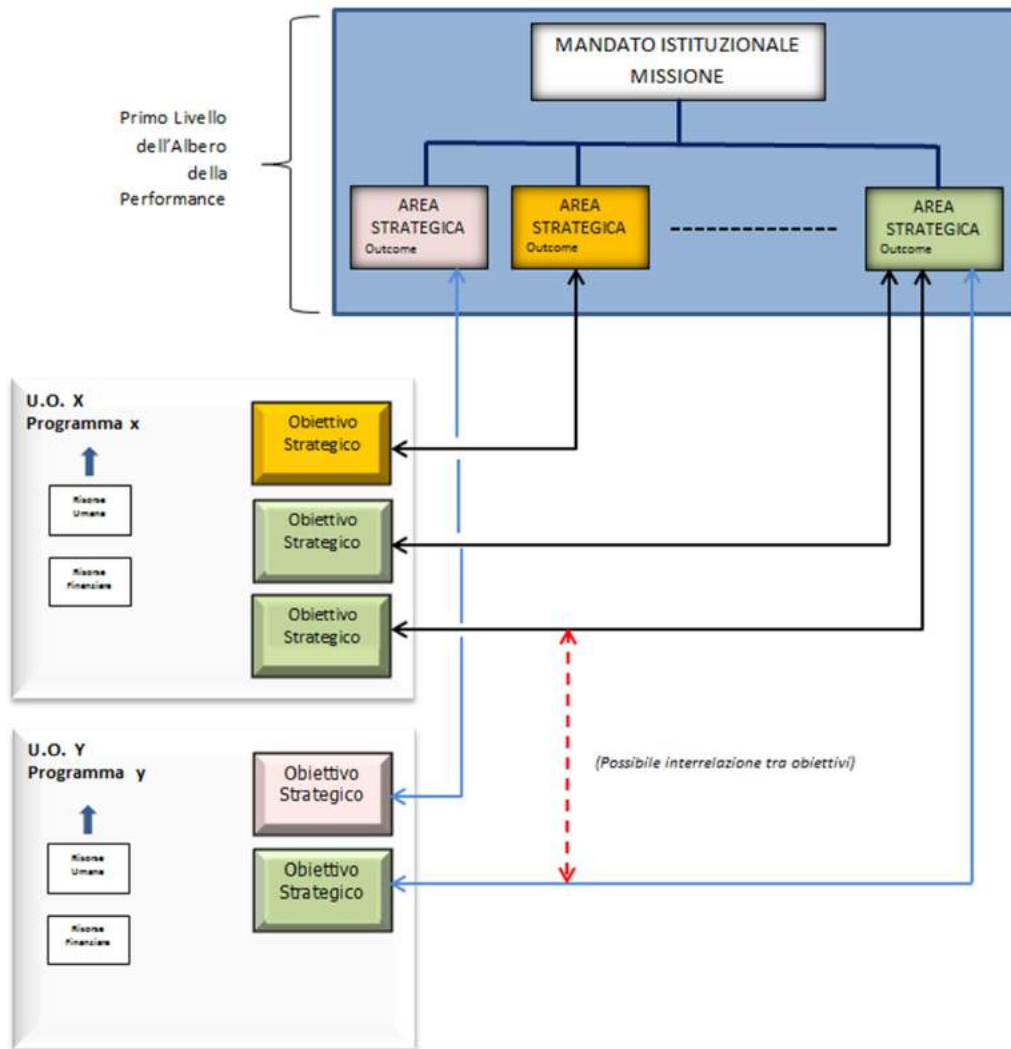 MANDATO ISTITUZIONALE
MISSIONE
Primo Livello
dell'Albero
della
Performance
AREA
STRATEGICA
Outcome
AREA
STRATEGICA
Outcome
AREA
STRATEGICA
Outcome
U.O. X
Programma x
Risorse
Umane
Risorse
Finanziare
Obiettivo
Strategico
Obiettivo
Strategico
Obiettivo
Strategico
U.O. Y
Programma y
Risorse
Umane
Risorse
Finanziare
Obiettivo
Strategico
Obiettivo
Strategico
(Possibile interrelazione tra obiettivi)